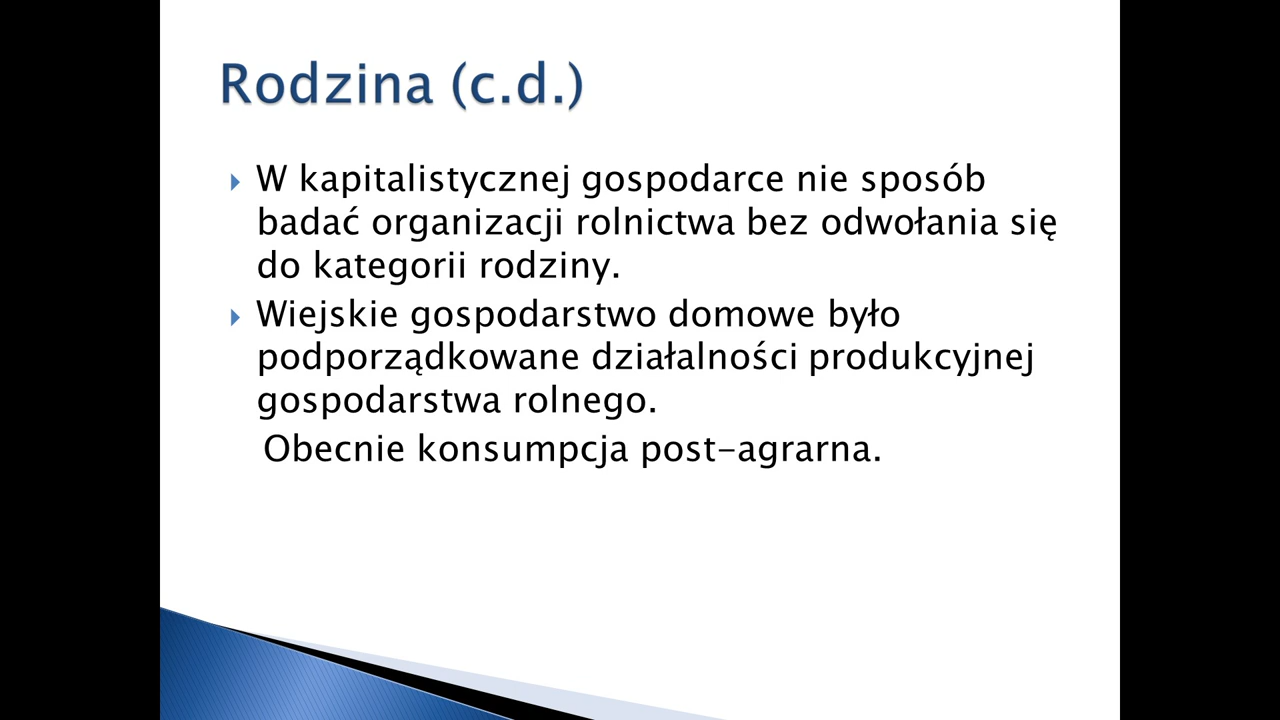 Rodzina (c.d.)
W kapitalistycznej gospodarce nie sposób
badać organizacji rolnictwa bez odwołania się
do kategorii rodziny.
Wiejskie gospodarstwo domowe było
podporządkowane działalności produkcyjnej
gospodarstwa rolnego.
Obecnie konsumpcja post-agrarna.